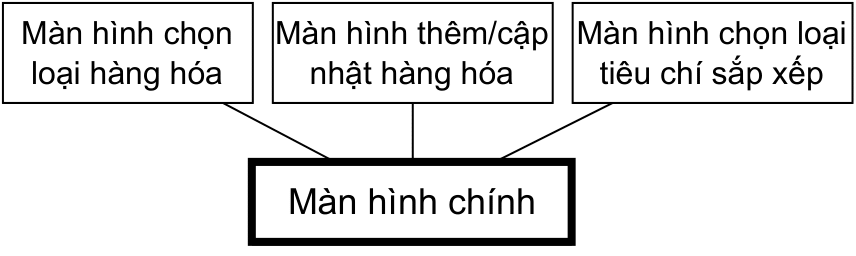 Màn hình chọn
loại hàng hóa
Màn hình thêm/cập
nhật hàng hóa
Màn hình chọn loại
tiêu chí sắp xếp
Màn hình chính